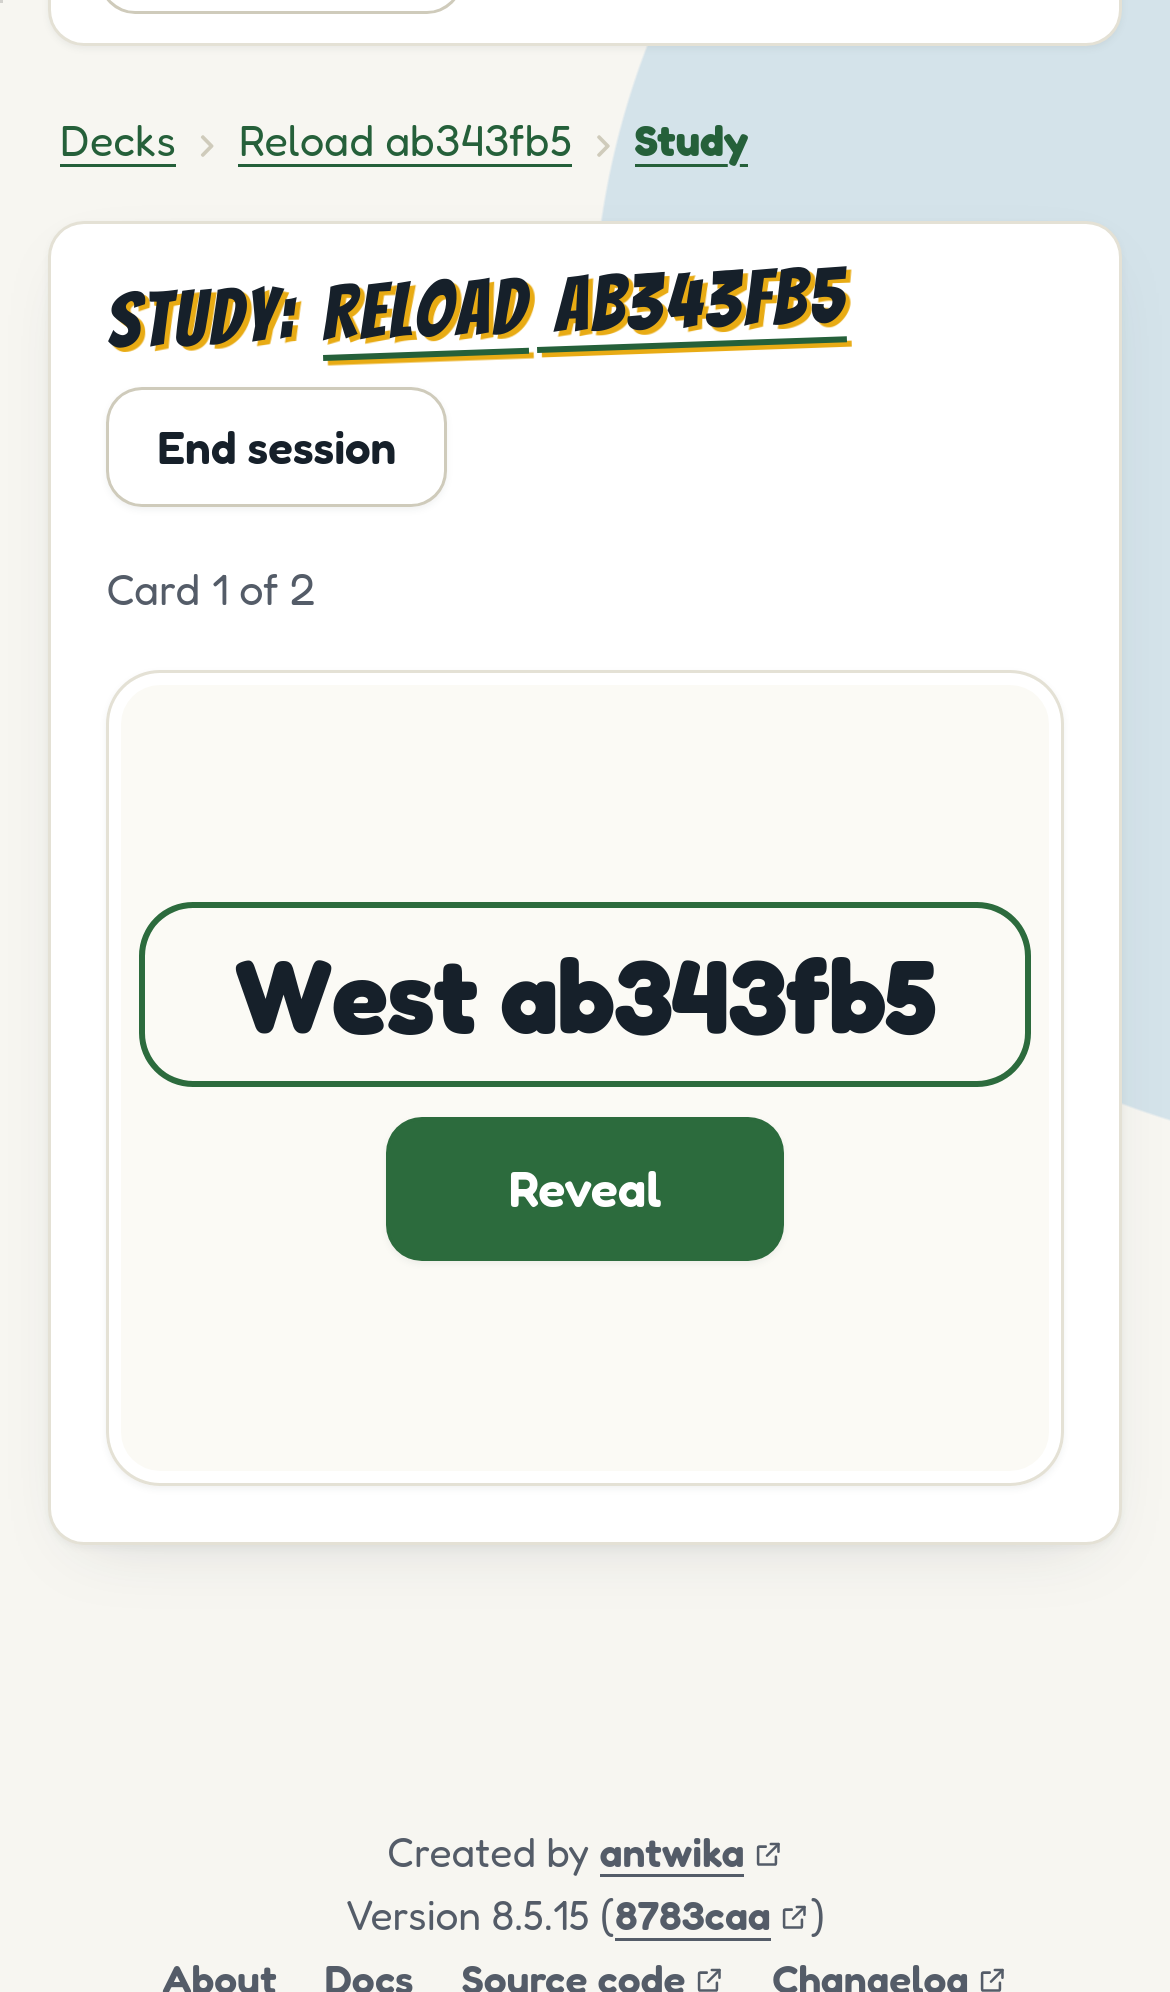 Decks > Reload ab343fb5 > Study
STUDY: RELOAD AB343FB5
End session
Card 1 of 2
West ab343fb5
Reveal
Created by antwika
Version 8.5.15 (8783caa)
About Docs Source code Changelog